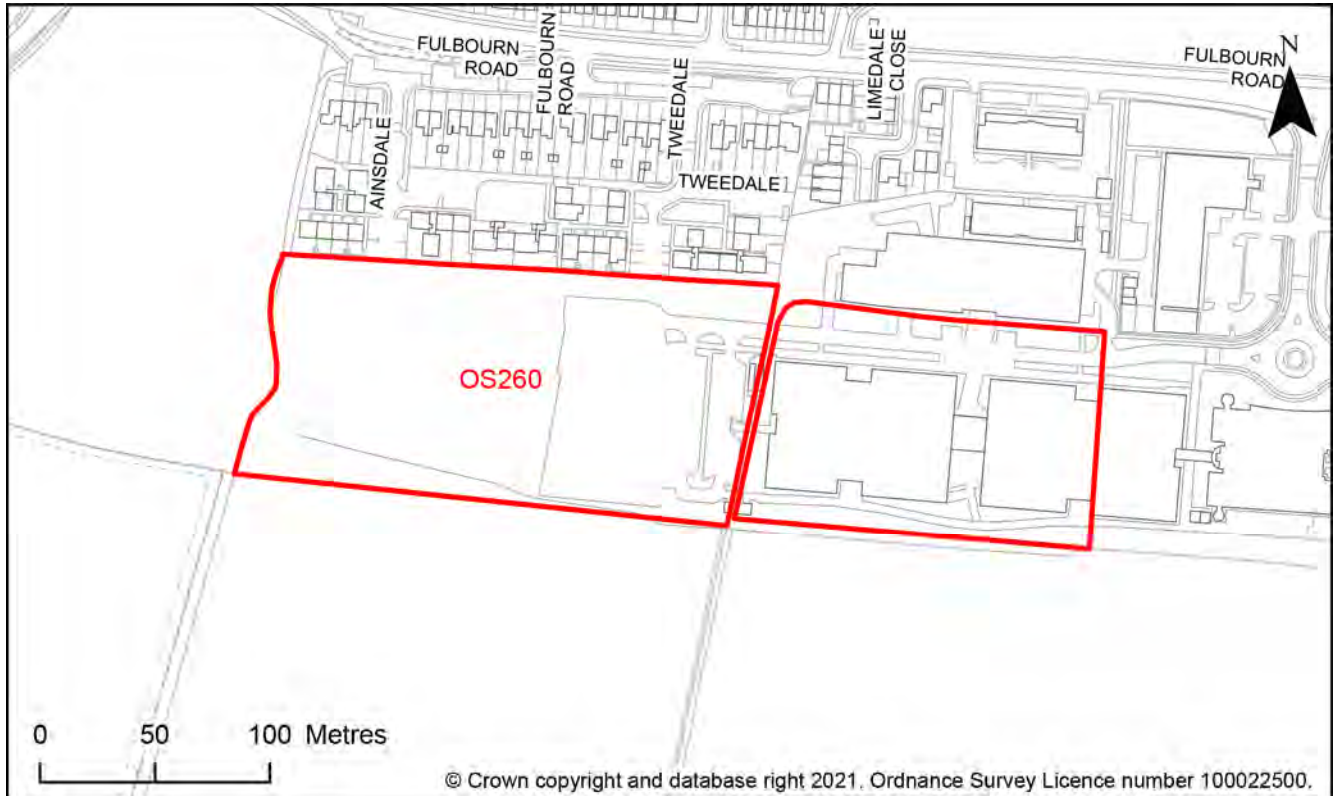 FULBOURN
ROAD
FULBOURN
ROAD
TWEEDALE
LIMEDALE
CLOSE
FULBOURN
ROAD
N
AINSDALE
TWEEDALE
OS260
0 50 100 Metres
© Crown copyright and database right 2021. Ordnance Survey Licence number 100022500.